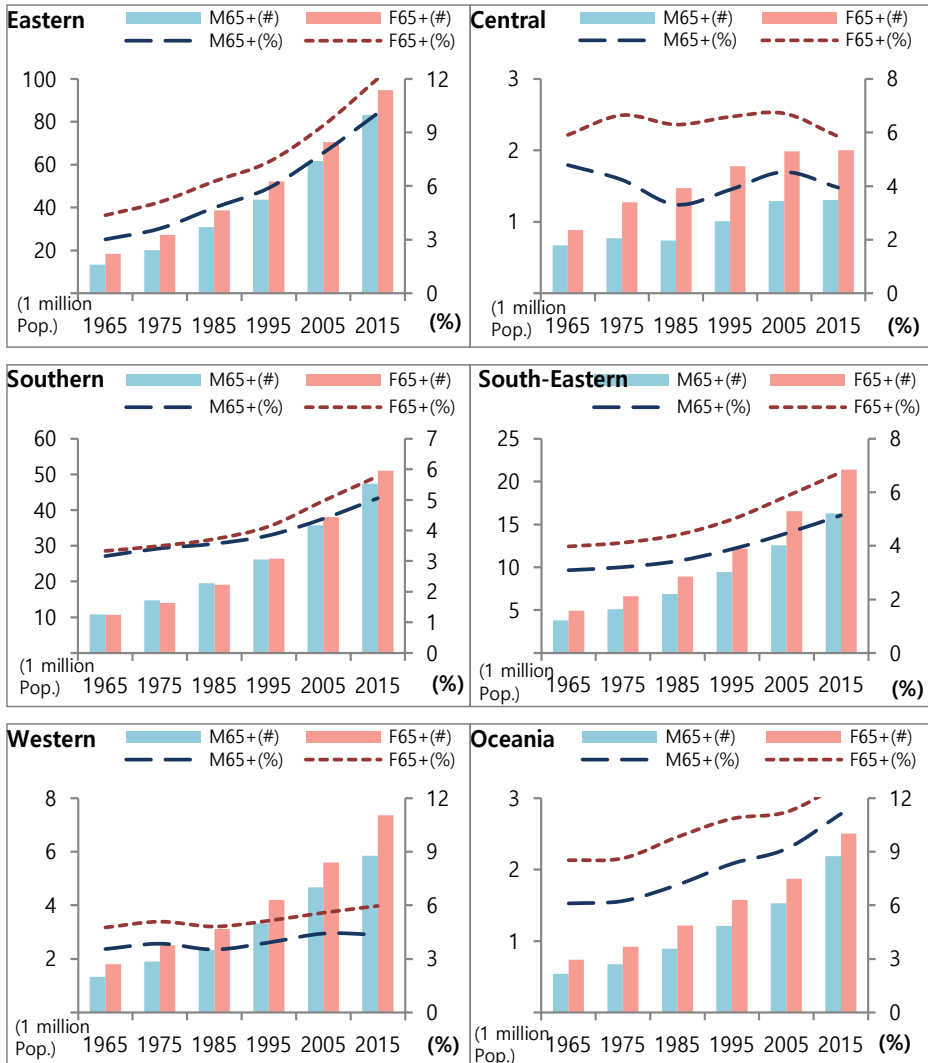 Eastern M65+(#) F65+(#)
M65+(%) F65+(%)
100 12
80 9
60
6
40
3
20
(1 million 0
Pop.) 1965 1975 1985 1995 2005 2015 (%)
Central M65+(#) F65+(#)
M65+(%) F65+(%)
3 8
6
2
4
1
2
(1 million 0
Pop.) 1965 1975 1985 1995 2005 2015 (%)
Southern M65+(#) F65+(#)
M65+(%) F65+(%)
60 7
50 6
5
40
4
30
3
20
2
10
1
(1 million 0
Pop.) 1965 1975 1985 1995 2005 2015 (%)
South-Eastern M65+(#) F65+(#)
M65+(%) F65+(%)
25 8
20 6
15
4
10
2
5
(1 million 0
Pop.) 1965 1975 1985 1995 2005 2015 (%)
Western M65+(#) F65+(#)
M65+(%) F65+(%)
8 12
9
6
6
4
3
2
(1 million 0
Pop.) 1965 1975 1985 1995 2005 2015 (%)
Oceania M65+(#) F65+(#)
M65+(%) F65+(%)
3 12
9
2
6
1
3
(1 million 0
Pop.) 1965 1975 1985 1995 2005 2015 (%)